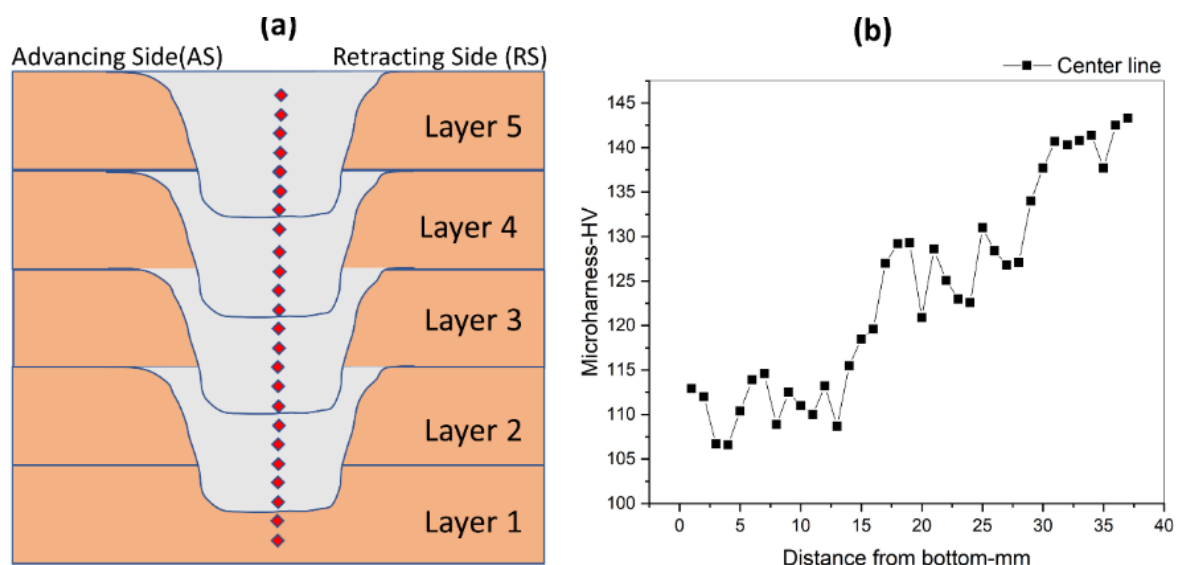 (a)
Advancing Side(AS)
Retracting Side (RS)
Layer 5
Layer 4
Layer 3
Layer 2
Layer 1
(b)
Center line
145
140
135
130
125
120
115
110
105
100
Microharness-HV
0 5 10 15 20 25 30 35 40
Distance from bottom-mm